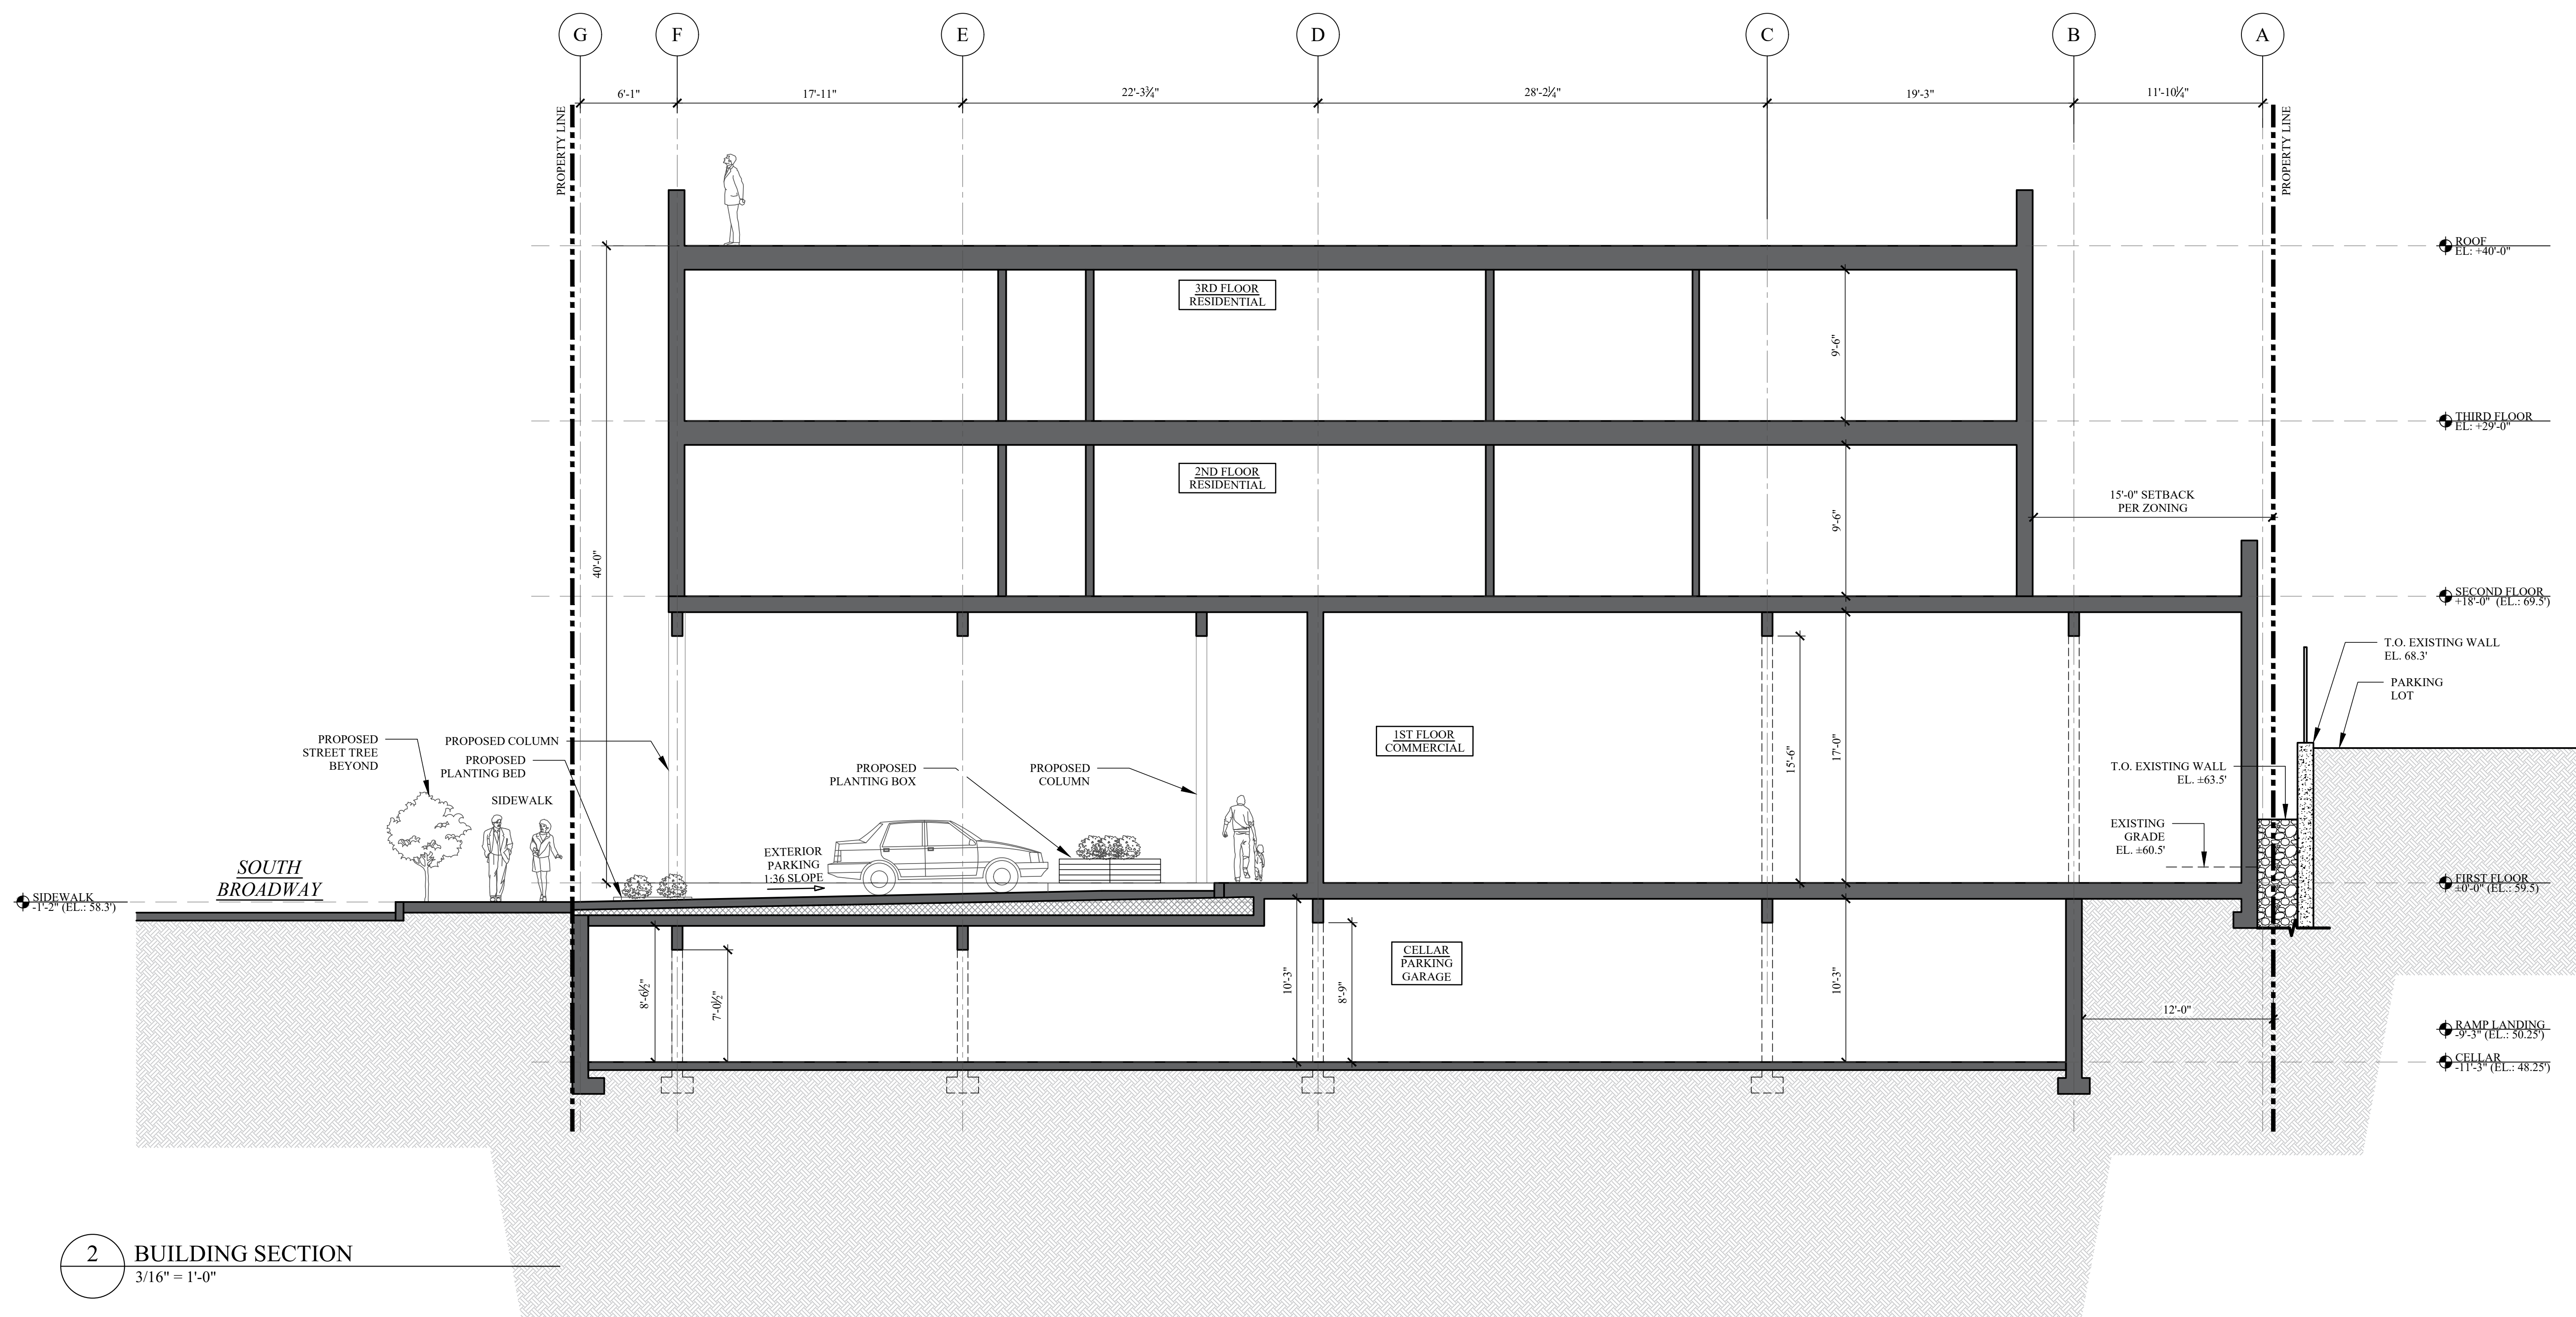 G
F
E
D
C
B
A
6'-1"
17'-11"
22'-3¾"
28'-2¼"
19'-3"
11'-10¼"
PROPERTY LINE
PROPERTY LINE
ROOF
EL: +40'-0"
3RD FLOOR
RESIDENTIAL
9'-6"
THIRD FLOOR
EL: +29'-0"
2ND FLOOR
RESIDENTIAL
9'-6"
15'-0" SETBACK
PER ZONING
40'-0"
SECOND FLOOR
+18'-0" (EL.: 69.5')
T.O. EXISTING WALL
EL. 68.3'
PARKING
LOT
PROPOSED
STREET TREE
BEYOND
PROPOSED COLUMN
PROPOSED
PLANTING BED
SIDEWALK
PROPOSED
PLANTING BOX
PROPOSED
COLUMN
1ST FLOOR
COMMERCIAL
15'-6"
17'-0"
T.O. EXISTING WALL
EL. ±63.5'
EXISTING
GRADE
EL. ±60.5'
EXTERIOR
PARKING
1:36 SLOPE
SOUTH
BROADWAY
SIDEWALK
-1'-2" (EL.: 58.3')
FIRST FLOOR
±0'-0" (EL.: 59.5)
CELLAR
PARKING
GARAGE
8'-6½"
7'-0½"
10'-3"
8'-9"
10'-3"
12'-0"
RAMP LANDING
-9'-3" (EL.: 50.25')
CELLAR
-11'-3" (EL.: 48.25')
2
BUILDING SECTION
3/16" = 1'-0"